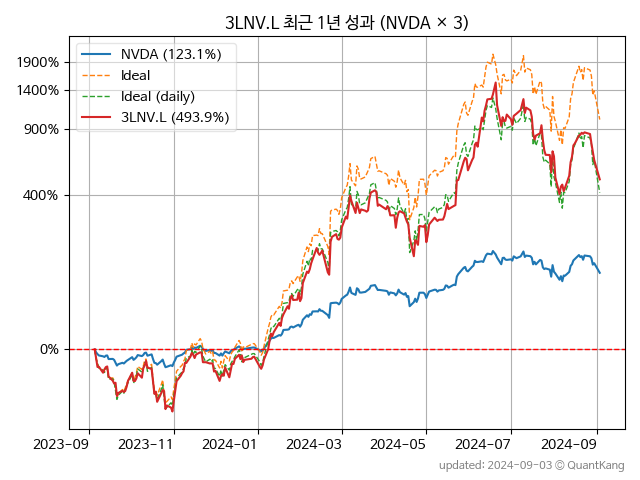 3LNV.L 최근 1년 성과 (NVDA × 3)
NVDA (123.1%)
Ideal
Ideal (daily)
3LNV.L (493.9%)
1900%
1400%
900%
400%
0%
2023-09
2023-11
2024-01
2024-03
2024-05
2024-07
2024-09
updated: 2024-09-03 © QuantKang